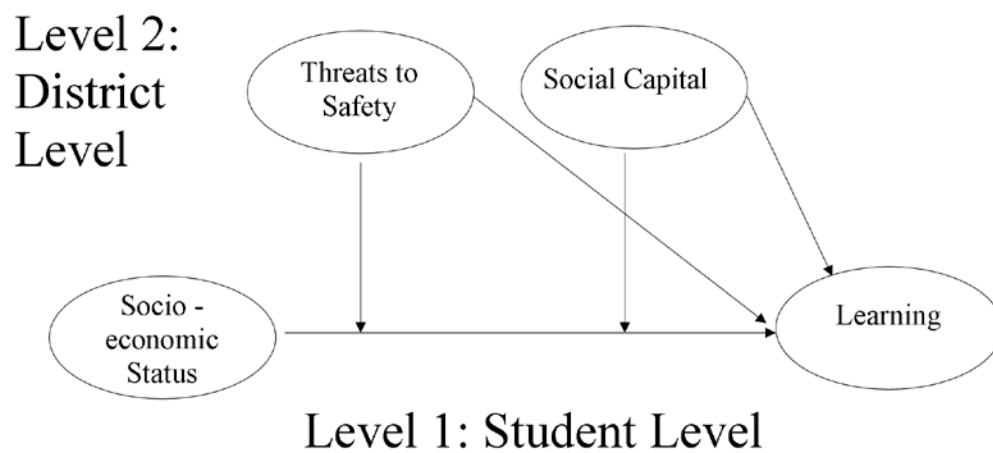 Level 2:
District
Level
Threats to
Safety
Social Capital
Socio -
economic
Status
Learning
Level 1: Student Level